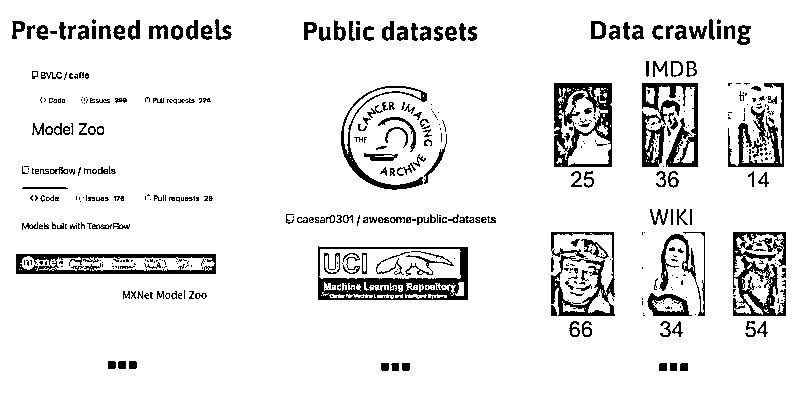 Pre-trained models
BVLC / caffe
<> Code Issues 299 Pull requests 224
Model Zoo
tensorflow / models
<> Code Issues 176 Pull requests 29
Models built with TensorFlow
mxnet
MXNet Model Zoo
Public datasets
THE CANCER IMAGING ARCHIVE
caesar0301 / awesome-public-datasets
UCI
Machine Learning Repository
Center for Machine Learning and Intelligent Systems
Data crawling
IMDB
25 36 14
WIKI
66 34 54